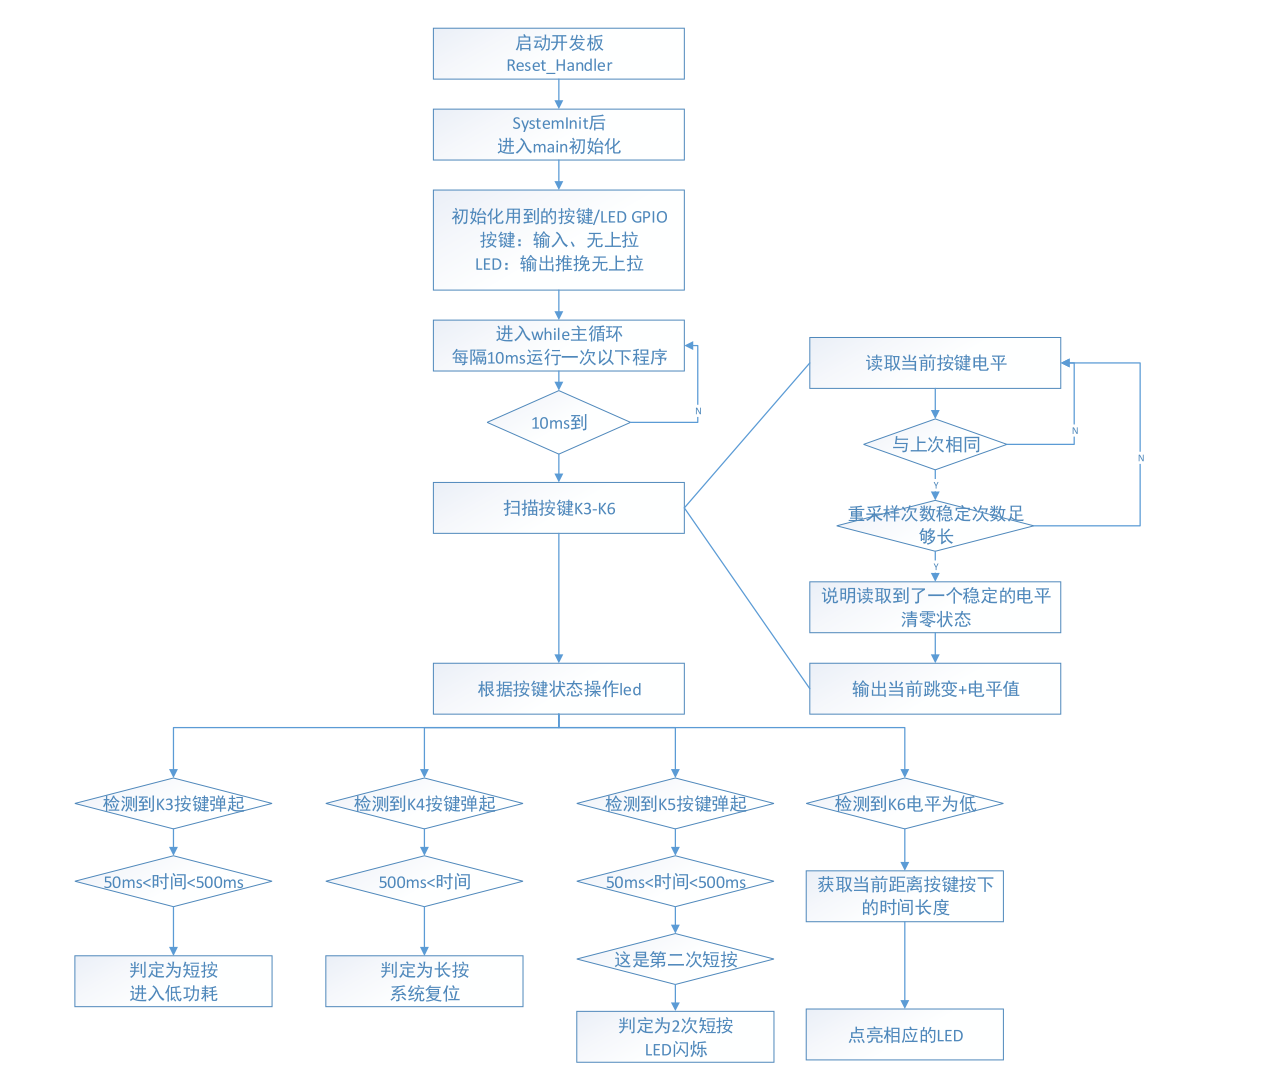 启动开发板
Reset_Handler
SystemInit后
进入main初始化
初始化用到的按键/LED GPIO
按键：输入、无上拉
LED：输出推挽无上拉
进入while主循环
每隔10ms运行一次以下程序
N
10ms到
扫描按键K3-K6
读取当前按键电平
N
与上次相同
N
Y
重采样次数稳定次数足
够长
Y
说明读取到了一个稳定的电平
清零状态
输出当前跳变+电平值
根据按键状态操作led
检测到K3按键弹起
50ms<时间<500ms
判定为短按
进入低功耗
检测到K4按键弹起
500ms<时间
判定为长按
系统复位
检测到K5按键弹起
50ms<时间<500ms
这是第二次短按
判定为2次短按
LED闪烁
检测到K6电平为低
获取当前距离按键按下
的时间长度
点亮相应的LED